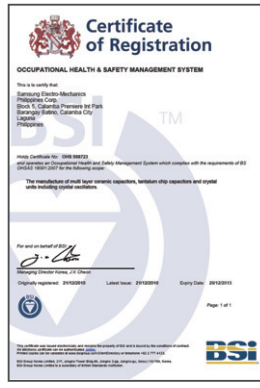 Certificate
of Registration
OCCUPATIONAL HEALTH & SAFETY MANAGEMENT SYSTEM
This is to certify that:
Samsung Electro-Mechanics
Philippines Corp.
Block 5, Calamba Premiere Int Park
Barangay Batino, Calamba City
Laguna
Philippines
BSI
TM
Holds Certificate No: OHS 568723
and operates an Occupational Health and Safety Management System which complies with the requirements of BS
OHSAS 18001:2007 for the following scope:
The manufacture of multi layer ceramic capacitors, tantalum chip capacitors and crystal
units including crystal oscillators.
For and on behalf of BSI:
Managing Director Korea, J K Cheon
Originally registered: 21/12/2010 Latest Issue: 21/12/2010 Expiry Date: 20/12/2013
Page: 1 of 1
BSi